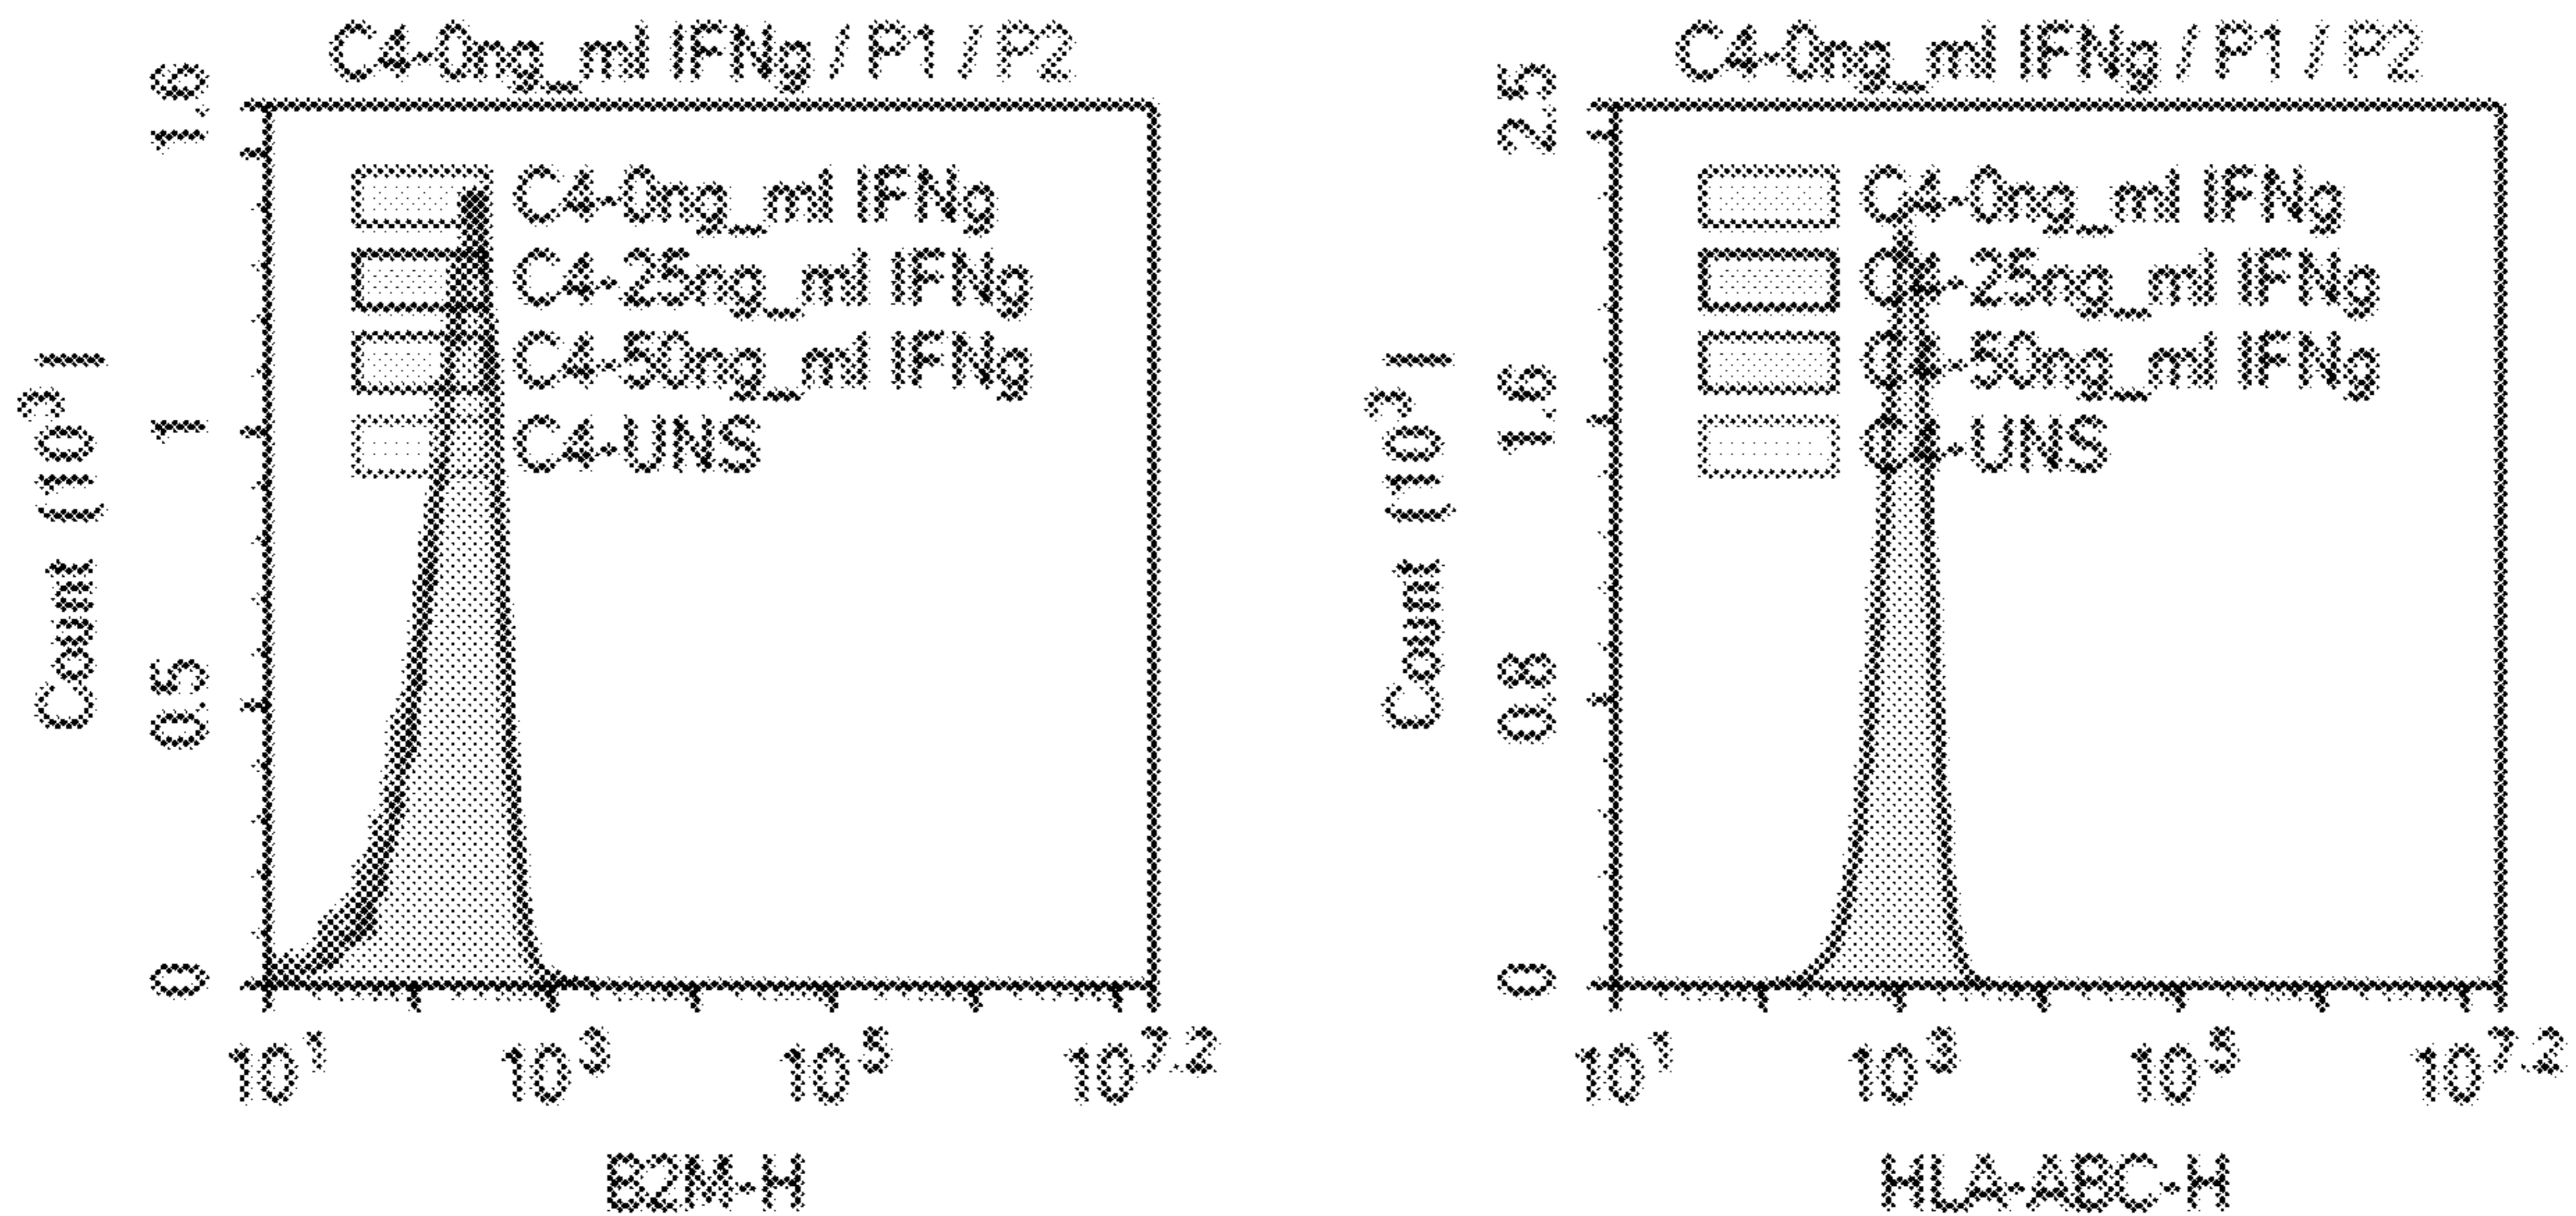 C4-0ng_ml IFNg / P1 / P2
Count (10³)
1.6
1
0.5
0
C4-0ng_ml IFNg
C4-25ng_ml IFNg
C4-50ng_ml IFNg
C4-UNS
10¹ 10³ 10⁵ 10⁷·²
B2M-H
C4-0ng_ml IFNg / P1 / P2
Count (10³)
2.5
1.6
0.8
0
C4-0ng_ml IFNg
C4-25ng_ml IFNg
C4-50ng_ml IFNg
C4-UNS
10¹ 10³ 10⁵ 10⁷·²
HLA-ABC-H